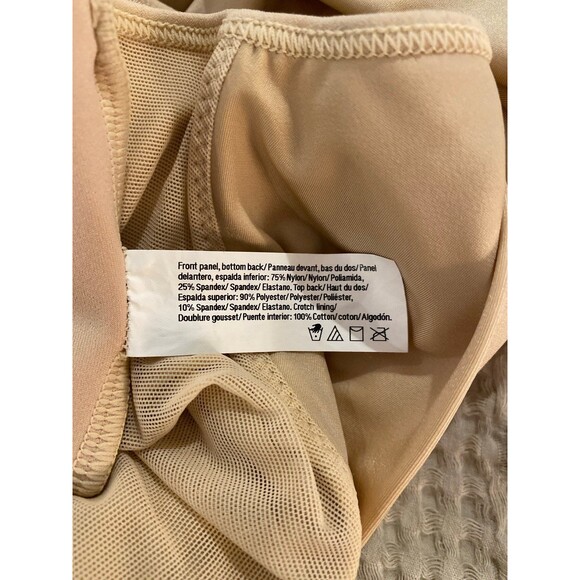 Front panel, bottom back/ Panneau devant, bas du dos/ Panel
delantero, espalda inferior: 75% Nylon/ Nylon/ Poliamida,
25% Spandex/ Spandex/ Elastano. Top back/ Haut du dos/
Espalda superior: 90% Polyester/ Polyester/ Poliéster,
10% Spandex/ Spandex/ Elastano. Crotch lining/
Doublure gousset/ Puente interior: 100% Cotton/ coton/ Algodón.